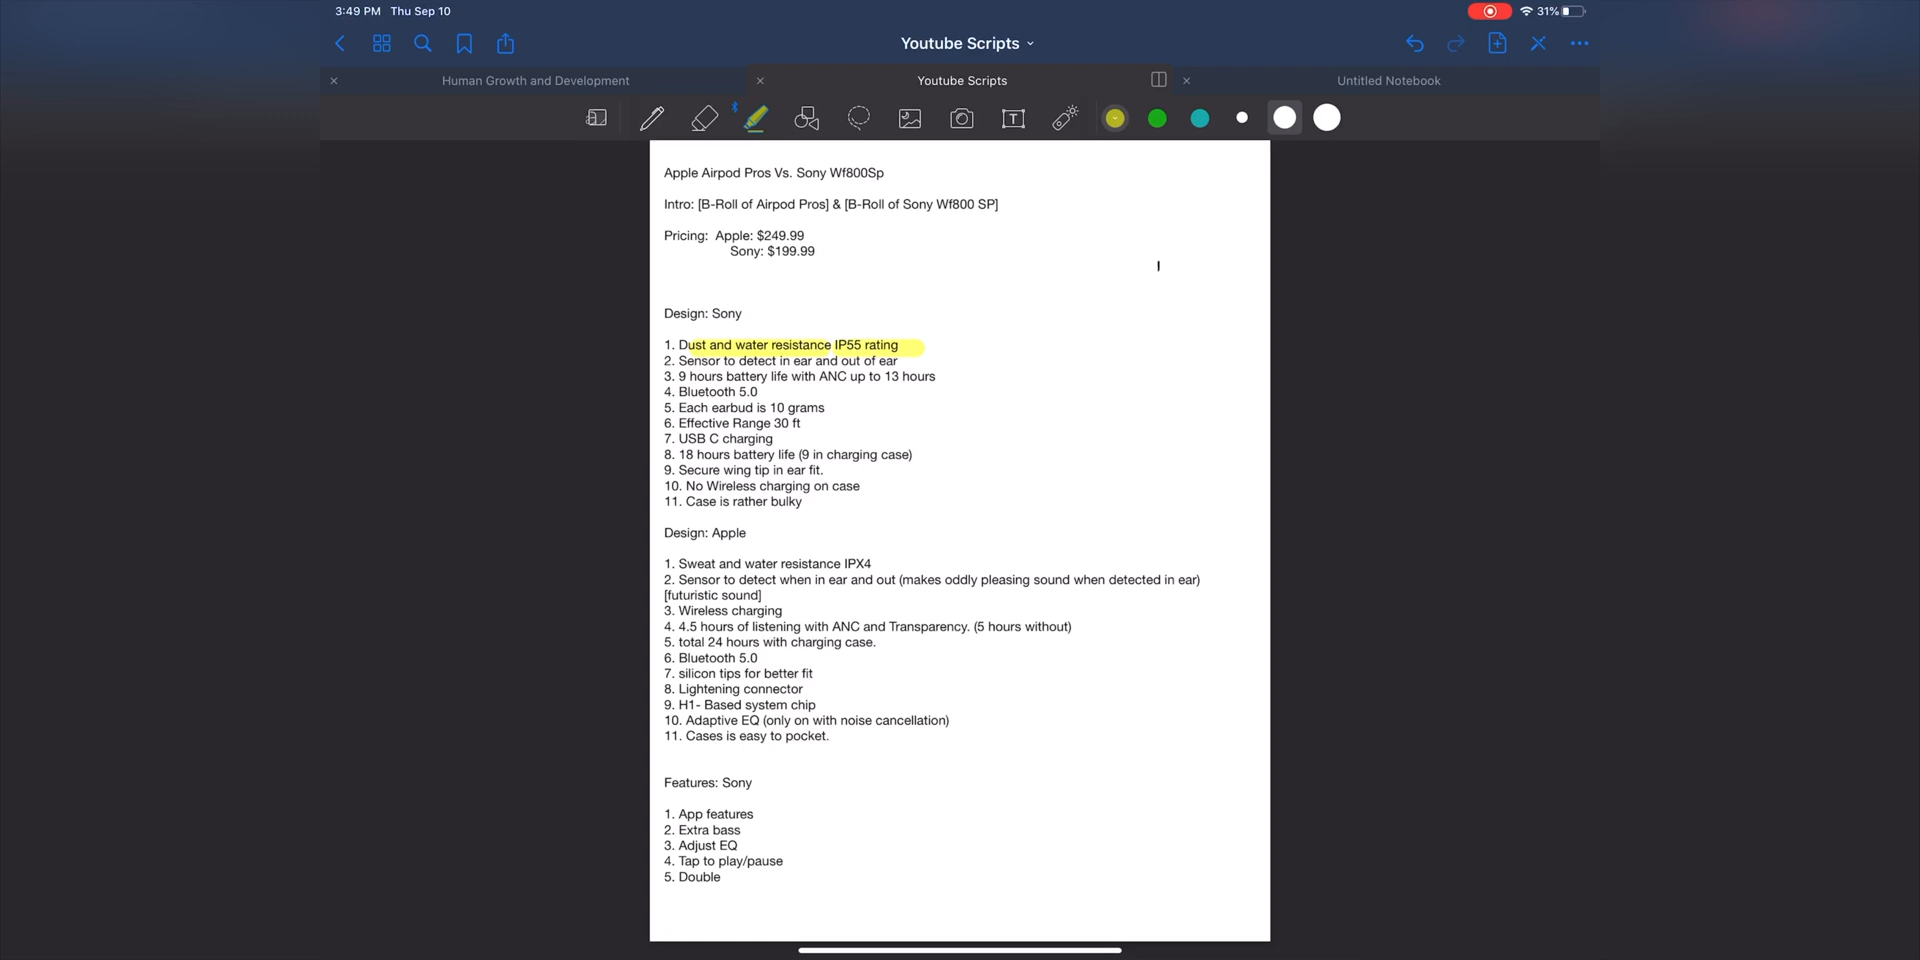 3:49 PM Thu Sep 10
31%
Youtube Scripts
Human Growth and Development
Youtube Scripts
Untitled Notebook
Apple Airpod Pros Vs. Sony Wf800Sp
Intro: [B-Roll of Airpod Pros] & [B-Roll of Sony Wf800 SP]
Pricing: Apple: $249.99
Sony: $199.99
Design: Sony
1. Dust and water resistance IP55 rating
2. Sensor to detect in ear and out of ear
3. 9 hours battery life with ANC up to 13 hours
4. Bluetooth 5.0
5. Each earbud is 10 grams
6. Effective Range 30 ft
7. USB C charging
8. 18 hours battery life (9 in charging case)
9. Secure wing tip in ear fit.
10. No Wireless charging on case
11. Case is rather bulky
Design: Apple
1. Sweat and water resistance IPX4
2. Sensor to detect when in ear and out (makes oddly pleasing sound when detected in ear)
[futuristic sound]
3. Wireless charging
4. 4.5 hours of listening with ANC and Transparency. (5 hours without)
5. total 24 hours with charging case.
6. Bluetooth 5.0
7. silicon tips for better fit
8. Lightening connector
9. H1- Based system chip
10. Adaptive EQ (only on with noise cancellation)
11. Cases is easy to pocket.
Features: Sony
1. App features
2. Extra bass
3. Adjust EQ
4. Tap to play/pause
5. Double